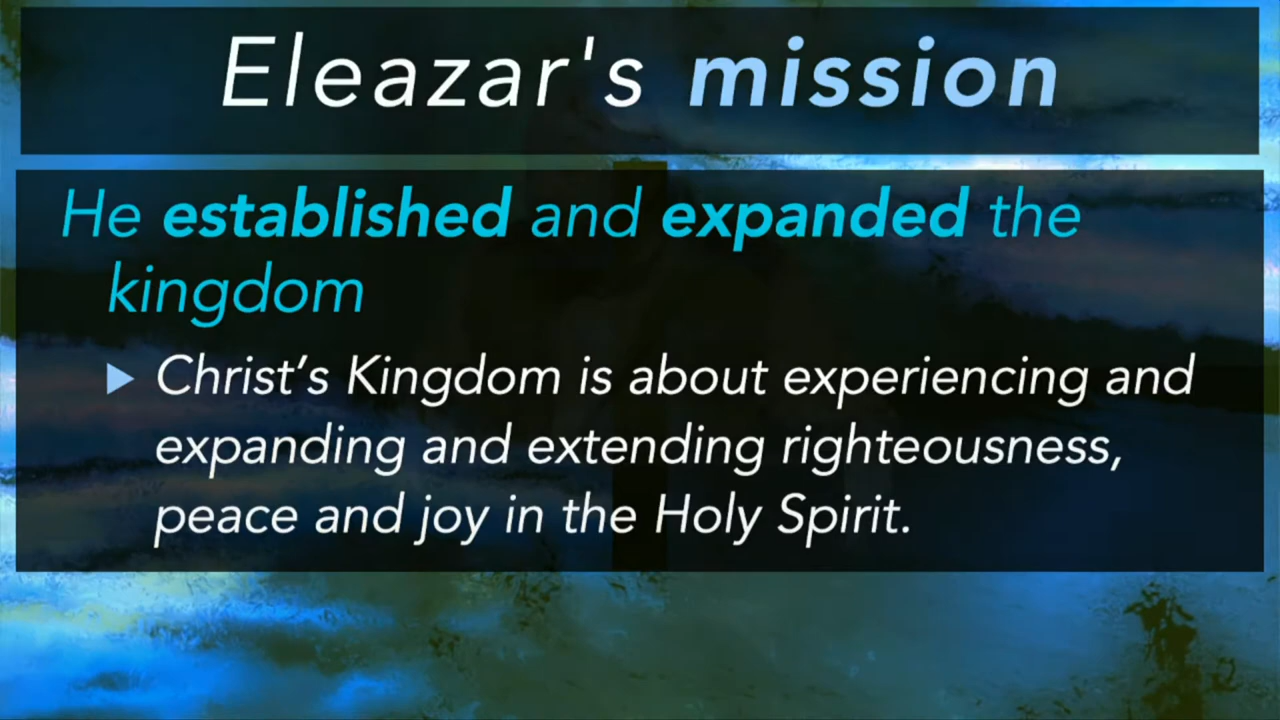 Eleazar's mission
He established and expanded the
kingdom
Christ’s Kingdom is about experiencing and
expanding and extending righteousness,
peace and joy in the Holy Spirit.